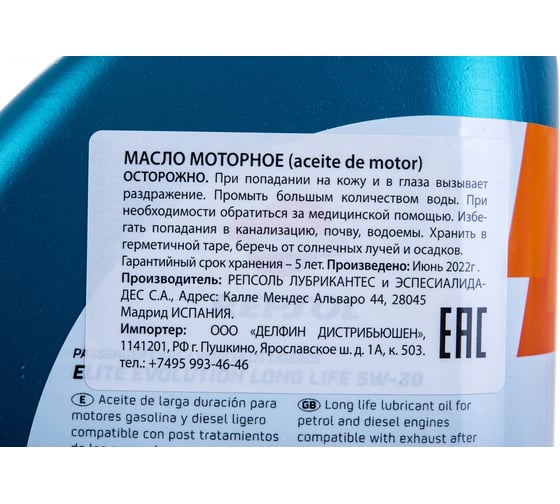 МАСЛО МОТОРНОЕ (aceite de motor)
ОСТОРОЖНО. При попадании на кожу и в глаза вызывает
раздражение. Промыть большим количеством воды. При
необходимости обратиться за медицинской помощью. Избе-
гать попадания в канализацию, почву, водоемы. Хранить в
герметичной таре, беречь от солнечных лучей и осадков.
Гарантийный срок хранения – 5 лет. Произведено: Июнь 2022г.
Производитель: РЕПСОЛЬ ЛУБРИКАНТЕС и ЭСПЕСИАЛИДА-
ДЕС С.А., Адрес: Калле Мендес Альваро 44, 28045
Мадрид ИСПАНИЯ.
Импортер: ООО «ДЕЛФИН ДИСТРИБЬЮШЕН»,
1141201, РФ г. Пушкино, Ярославское ш. д. 1А, к. 503.
тел.: +7495 993-46-46
EAC
ELITE EVOLUTION LONG LIFE 5W-30
E Aceite de larga duración para
motores gasolina y diesel ligero
compatible con post tratamientos
GB Long life lubricant oil for
petrol and diesel engines
compatible with exhaust after